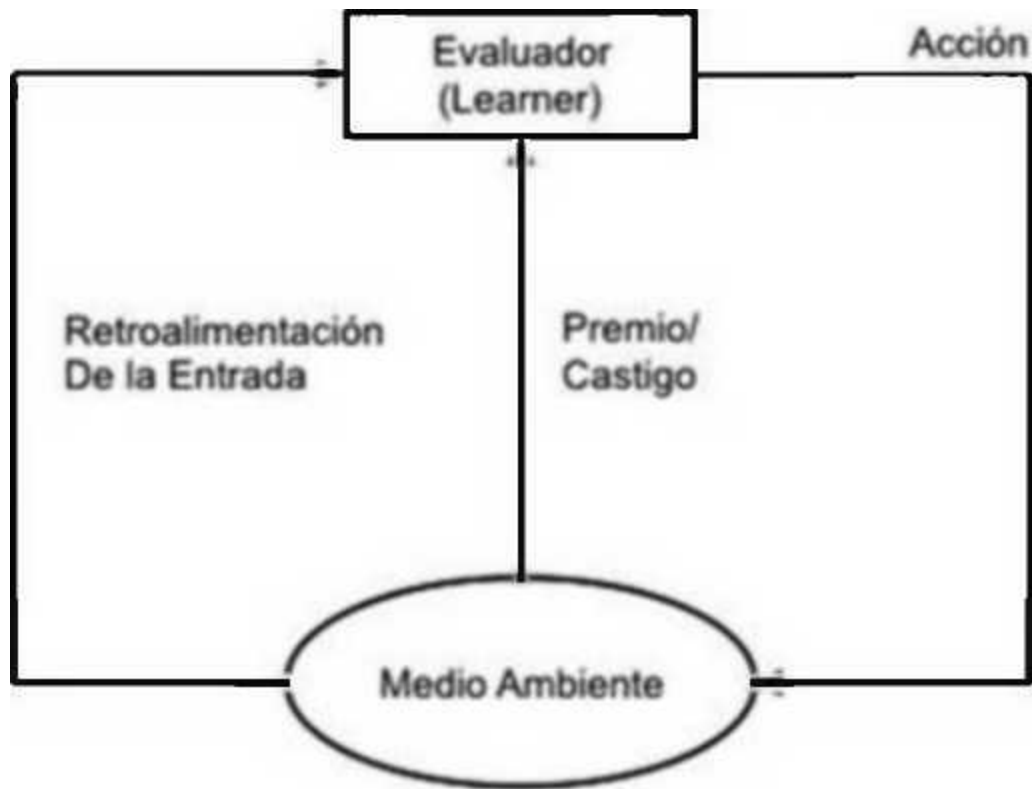 Evaluador
(Learner)
Acción
Retroalimentación
De la Entrada
Premio/
Castigo
Medio Ambiente